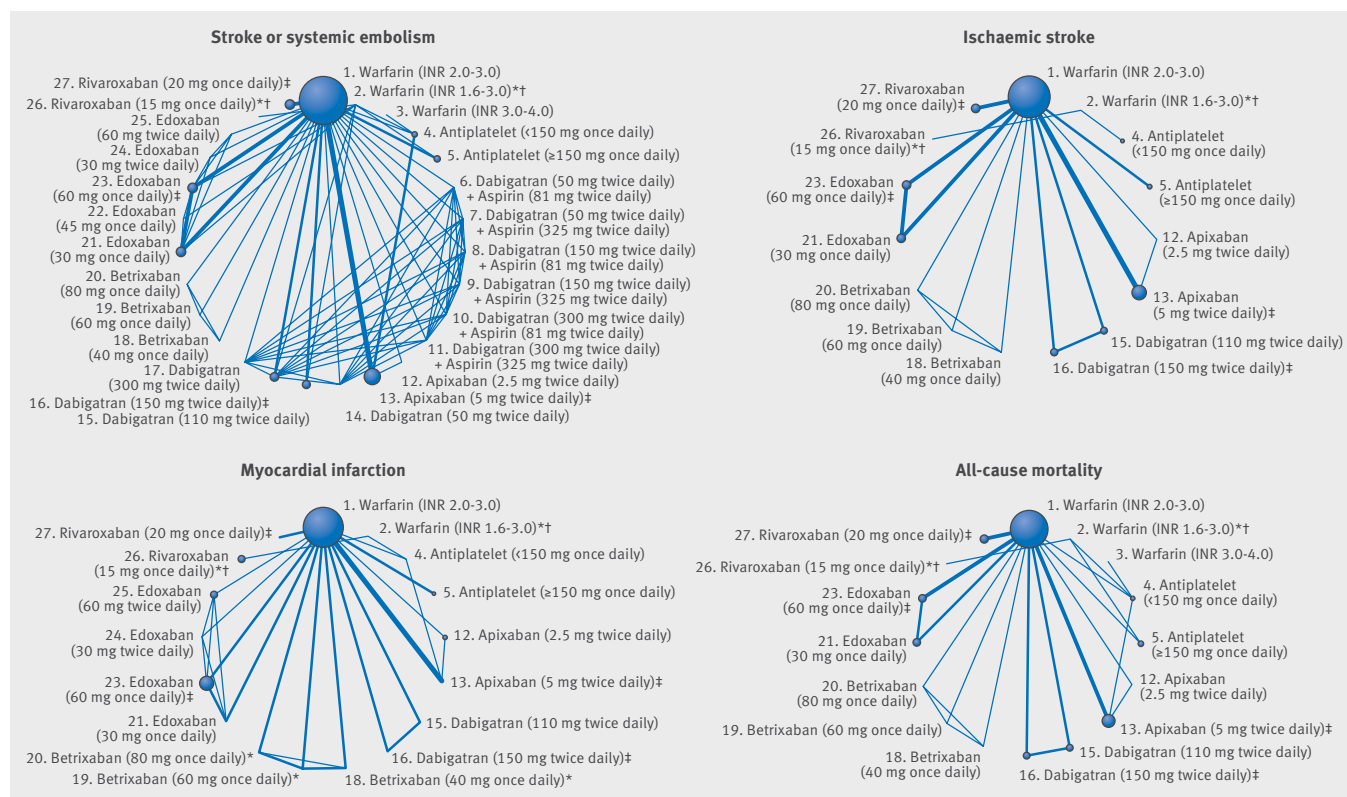 Stroke or systemic embolism
1. Warfarin (INR 2.0-3.0)
2. Warfarin (INR 1.6-3.0)*†
3. Warfarin (INR 3.0-4.0)
4. Antiplatelet (<150 mg once daily)
5. Antiplatelet (≥150 mg once daily)
6. Dabigatran (50 mg twice daily)
+ Aspirin (81 mg twice daily)
7. Dabigatran (50 mg twice daily)
+ Aspirin (325 mg twice daily)
8. Dabigatran (150 mg twice daily)
+ Aspirin (81 mg twice daily)
9. Dabigatran (150 mg twice daily)
+ Aspirin (325 mg twice daily)
10. Dabigatran (300 mg twice daily)
+ Aspirin (81 mg twice daily)
11. Dabigatran (300 mg twice daily)
+ Aspirin (325 mg twice daily)
12. Apixaban (2.5 mg twice daily)
13. Apixaban (5 mg twice daily)‡
14. Dabigatran (50 mg twice daily)
15. Dabigatran (110 mg twice daily)
16. Dabigatran (150 mg twice daily)‡
17. Dabigatran
(300 mg twice daily)
18. Betrixaban
(40 mg once daily)
19. Betrixaban
(60 mg once daily)
20. Betrixaban
(80 mg once daily)
21. Edoxaban
(30 mg once daily)
22. Edoxaban
(45 mg once daily)
23. Edoxaban
(60 mg once daily)‡
24. Edoxaban
(30 mg twice daily)
25. Edoxaban
(60 mg twice daily)
26. Rivaroxaban (15 mg once daily)*†
27. Rivaroxaban (20 mg once daily)‡
Ischaemic stroke
1. Warfarin (INR 2.0-3.0)
2. Warfarin (INR 1.6-3.0)*†
4. Antiplatelet
(<150 mg once daily)
5. Antiplatelet
(≥150 mg once daily)
12. Apixaban
(2.5 mg twice daily)
13. Apixaban
(5 mg twice daily)‡
15. Dabigatran (110 mg twice daily)
16. Dabigatran (150 mg twice daily)‡
18. Betrixaban
(40 mg once daily)
19. Betrixaban
(60 mg once daily)
20. Betrixaban
(80 mg once daily)
21. Edoxaban
(30 mg once daily)
23. Edoxaban
(60 mg once daily)‡
26. Rivaroxaban
(15 mg once daily)*†
27. Rivaroxaban
(20 mg once daily)‡
Myocardial infarction
1. Warfarin (INR 2.0-3.0)
2. Warfarin (INR 1.6-3.0)*†
4. Antiplatelet (<150 mg once daily)
5. Antiplatelet (≥150 mg once daily)
12. Apixaban (2.5 mg twice daily)
13. Apixaban (5 mg twice daily)‡
15. Dabigatran (110 mg twice daily)
16. Dabigatran (150 mg twice daily)‡
18. Betrixaban (40 mg once daily)*
19. Betrixaban (60 mg once daily)*
20. Betrixaban (80 mg once daily)*
21. Edoxaban
(30 mg once daily)
23. Edoxaban
(60 mg once daily)‡
24. Edoxaban
(30 mg twice daily)
25. Edoxaban
(60 mg twice daily)
26. Rivaroxaban
(15 mg once daily)*†
27. Rivaroxaban (20 mg once daily)‡
All-cause mortality
1. Warfarin (INR 2.0-3.0)
2. Warfarin (INR 1.6-3.0)*†
3. Warfarin (INR 3.0-4.0)
4. Antiplatelet
(<150 mg once daily)
5. Antiplatelet
(≥150 mg once daily)
12. Apixaban
(2.5 mg twice daily)
13. Apixaban (5 mg twice daily)‡
15. Dabigatran (110 mg twice daily)
16. Dabigatran (150 mg twice daily)‡
18. Betrixaban
(40 mg once daily)
19. Betrixaban (60 mg once daily)
20. Betrixaban
(80 mg once daily)
21. Edoxaban
(30 mg once daily)
23. Edoxaban
(60 mg once daily)‡
26. Rivaroxaban (15 mg once daily)*†
27. Rivaroxaban (20 mg once daily)‡